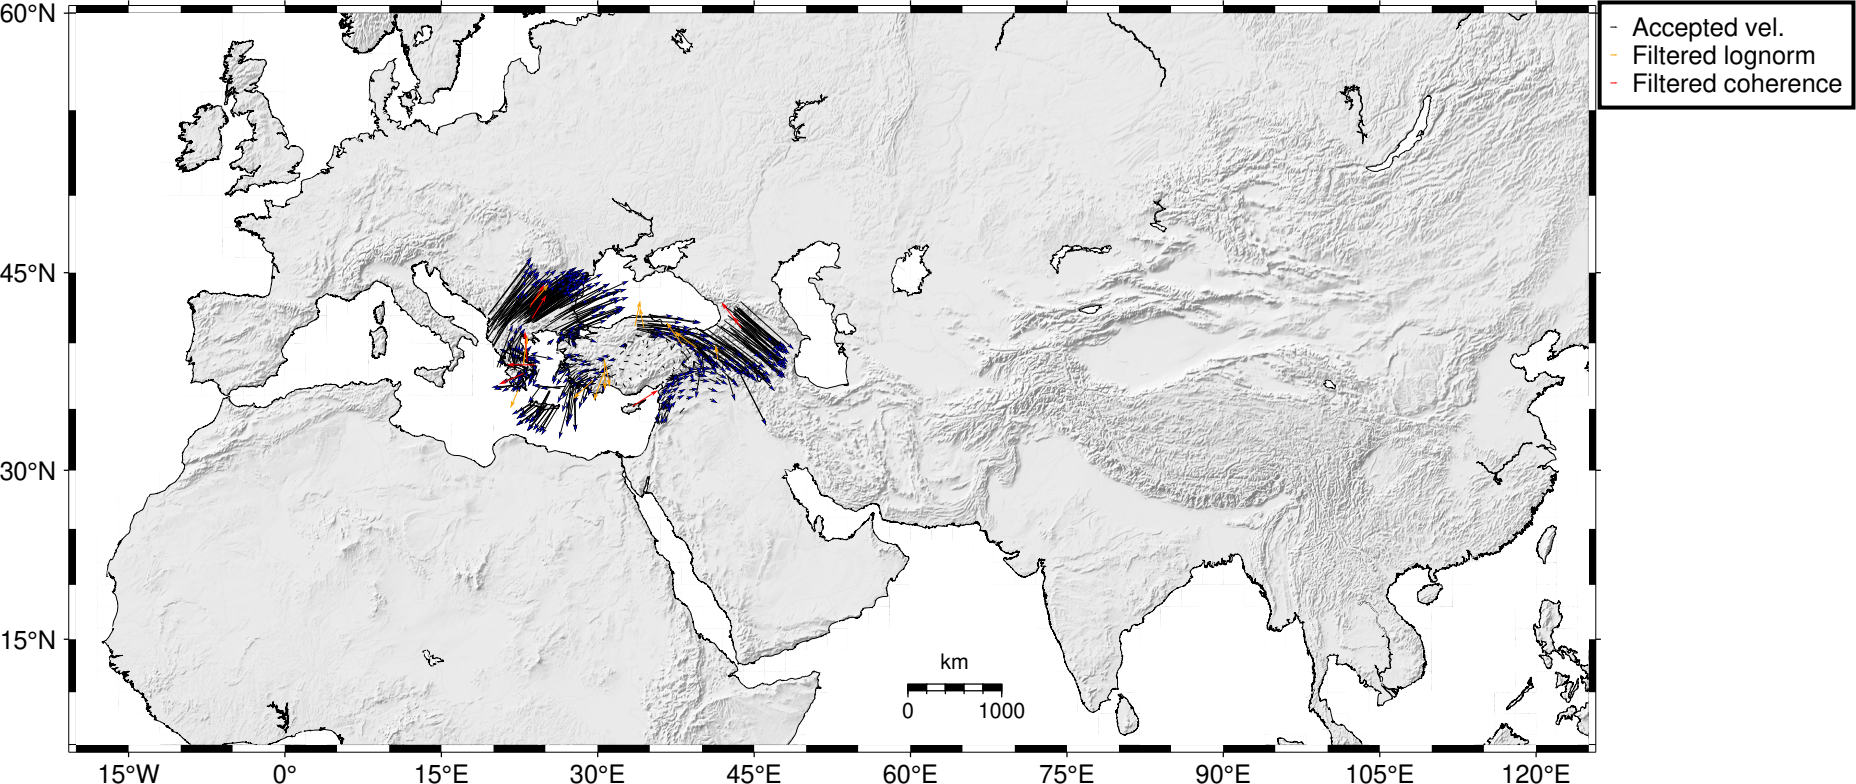 60°N
45°N
30°N
15°N
15°W 0° 15°E 30°E 45°E 60°E 75°E 90°E 105°E 120°E
km
0 1000
Accepted vel.
Filtered lognorm
Filtered coherence